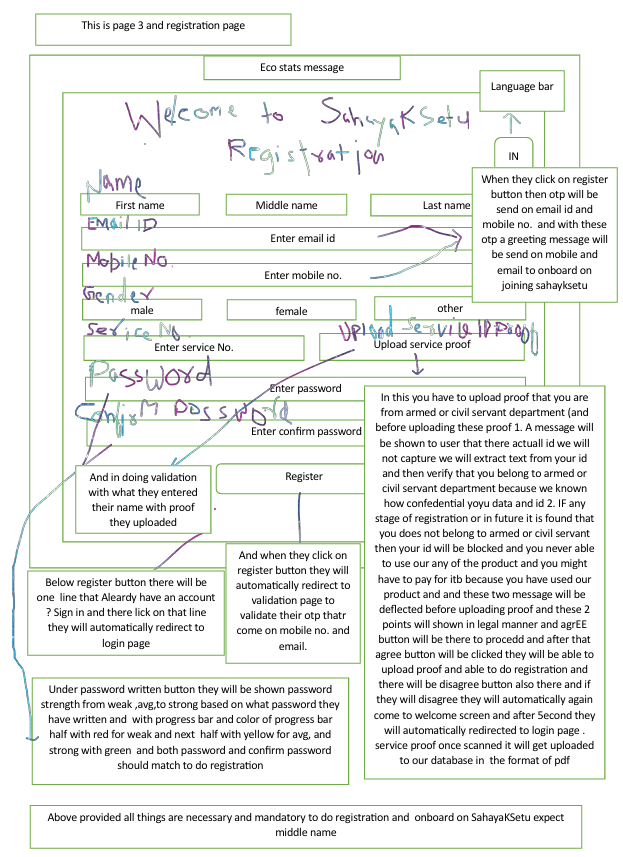 This is page 3 and registration page
Eco stats message
Language bar
Welcome to SahayaKSetu
Registration
IN
Name
First name
Middle name
Last name
When they click on register
button then otp will be
send on email id and
mobile no. and with these
otp a greeting message will
be send on mobile and
email to onboard on
joining sahayksetu
Email ID
Enter email id
Mobile No.
Enter mobile no.
Gender
male
female
other
Service No.
Upload Service ID Proof
Enter service No.
Upload service proof
Password
Enter password
Confirm Password
Enter confirm password
In this you have to upload proof that you are
from armed or civil servant department (and
before uploading these proof 1. A message will
be shown to user that there actuall id we will
not capture we will extract text from your id
and then verify that you belong to armed or
civil servant department because we known
how confedential yoyu data and id 2. IF any
stage of registration or in future it is found that
you does not belong to armed or civil servant
then your id will be blocked and you never able
to use our any of the product and you might
have to pay for itb because you have used our
product and and these two message will be
deflected before uploading proof and these 2
points will shown in legal manner and agrEE
button will be there to procedd and after that
agree button will be clicked they will be able to
upload proof and able to do registration and
there will be disagree button also there and if
they will disagree they will automatically again
come to welcome screen and after 5econd they
will automatically redirected to login page .
service proof once scanned it will get uploaded
to our database in the format of pdf
And in doing validation
with what they entered
their name with proof
they uploaded
Register
And when they click on
register button they will
automatically redirect to
validation page to
validate their otp thatr
come on mobile no. and
email.
Below register button there will be
one line that Aleardy have an account
? Sign in and there lick on that line
they will automatically redirect to
login page
Under password written button they will be shown password
strength from weak ,avg,to strong based on what password they
have written and with progress bar and color of progress bar
half with red for weak and next half with yellow for avg, and
strong with green and both password and confirm password
should match to do registration
Above provided all things are necessary and mandatory to do registration and onboard on SahayaKSetu expect
middle name